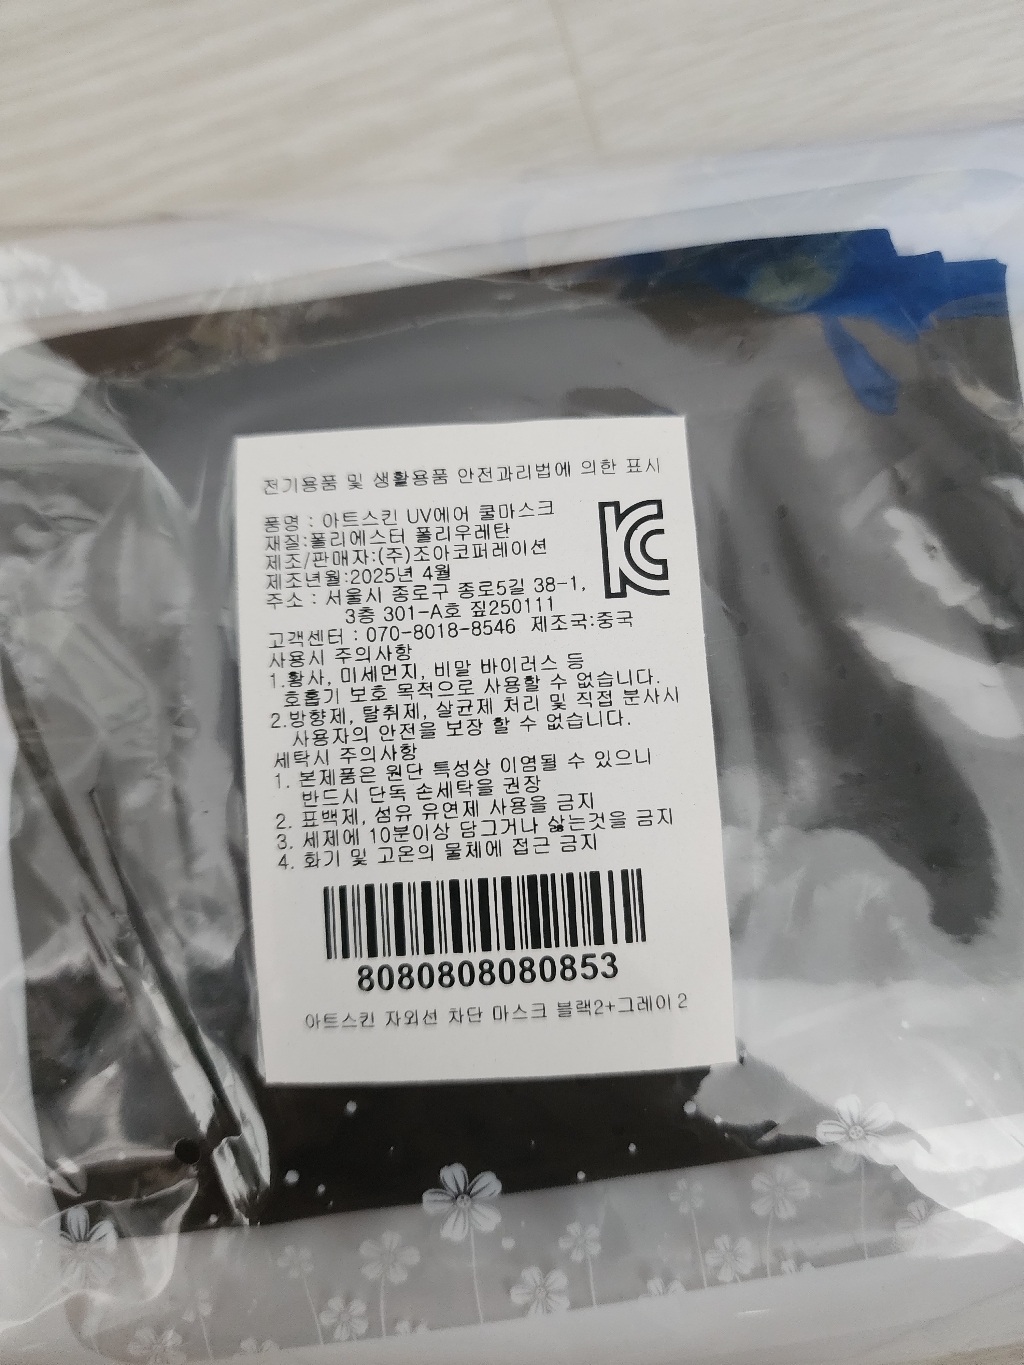 전기용품 및 생활용품 안전과리법에 의한 표시
품명 : 아트스킨 UV에어 쿨마스크
재질:폴리에스터 폴리우레탄
제조/판매자:(주)조아코퍼레이션
제조년월:2025년 4월
주소 : 서울시 종로구 종로5길 38-1,
3층 301-A호 짚250111
고객센터 : 070-8018-8546 제조국:중국
사용시 주의사항
1.황사, 미세먼지, 비말 바이러스 등
호흡기 보호 목적으로 사용할 수 없습니다.
2.방향제, 탈취제, 살균제 처리 및 직접 분사시
사용자의 안전을 보장 할 수 없습니다.
세탁시 주의사항
1. 본제품은 원단 특성상 이염될 수 있으니
반드시 단독 손세탁을 권장
2. 표백제, 섬유 유연제 사용을 금지
3. 세제에 10분이상 담그거나 삶는것을 금지
4. 화기 및 고온의 물체에 접근 금지
8080808080853
아트스킨 자외선 차단 마스크 블랙2+그레이 2